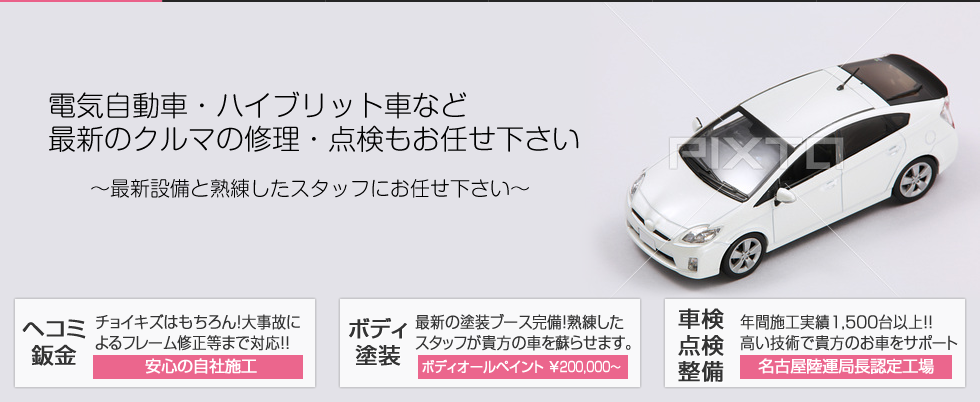 電気自動車・ハイブリット車など
最新のクルマの修理・点検もお任せ下さい
～最新設備と熟練したスタッフにお任せ下さい～
PIXTA
ヘコミ
鈑金
チョイキズはもちろん!大事故に
よるフレーム修正等まで対応!!
安心の自社施工
ボディ
塗装
最新の塗装ブース完備!熟練した
スタッフが貴方の車を蘇らせます。
ボディオールペイント ¥200,000～
車検
点検
整備
年間施工実績1,500台以上!!
高い技術で貴方のお車をサポート
名古屋陸運局長認定工場